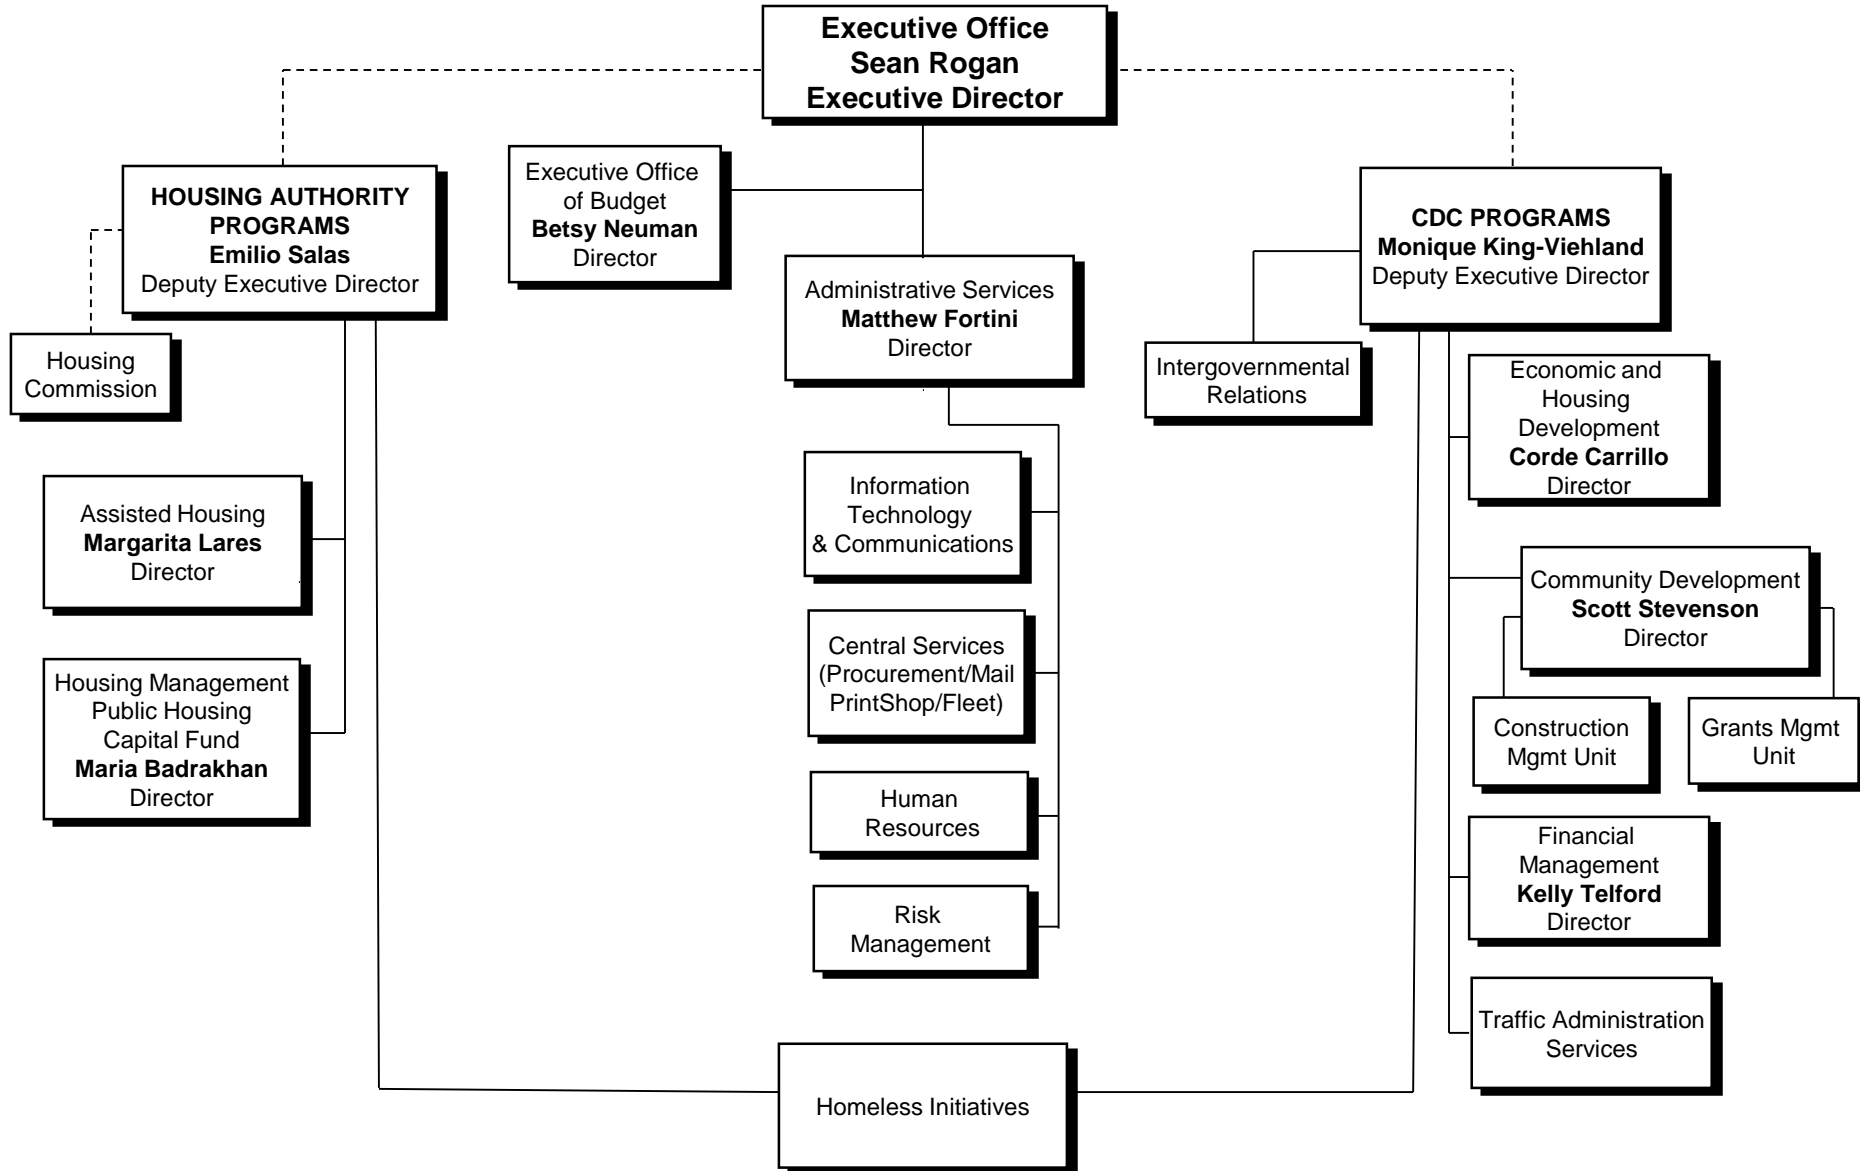 Executive Office
Sean Rogan
Executive Director
HOUSING AUTHORITY
PROGRAMS
Emilio Salas
Deputy Executive Director
Housing
Commission
Assisted Housing
Margarita Lares
Director
Housing Management
Public Housing
Capital Fund
Maria Badrakhan
Director
Executive Office
of Budget
Betsy Neuman
Director
Administrative Services
Matthew Fortini
Director
Information
Technology
& Communications
Central Services
(Procurement/Mail
PrintShop/Fleet)
Human
Resources
Risk
Management
CDC PROGRAMS
Monique King-Viehland
Deputy Executive Director
Intergovernmental
Relations
Economic and
Housing
Development
Corde Carrillo
Director
Community Development
Scott Stevenson
Director
Construction
Mgmt Unit
Grants Mgmt
Unit
Financial
Management
Kelly Telford
Director
Traffic Administration
Services
Homeless Initiatives